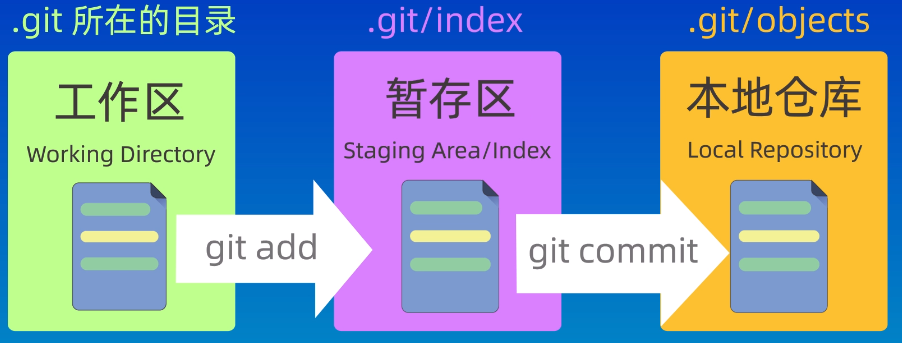 .git 所在的目录
.git/index
.git/objects
工作区
Working Directory
暂存区
Staging Area/Index
本地仓库
Local Repository
git add
git commit